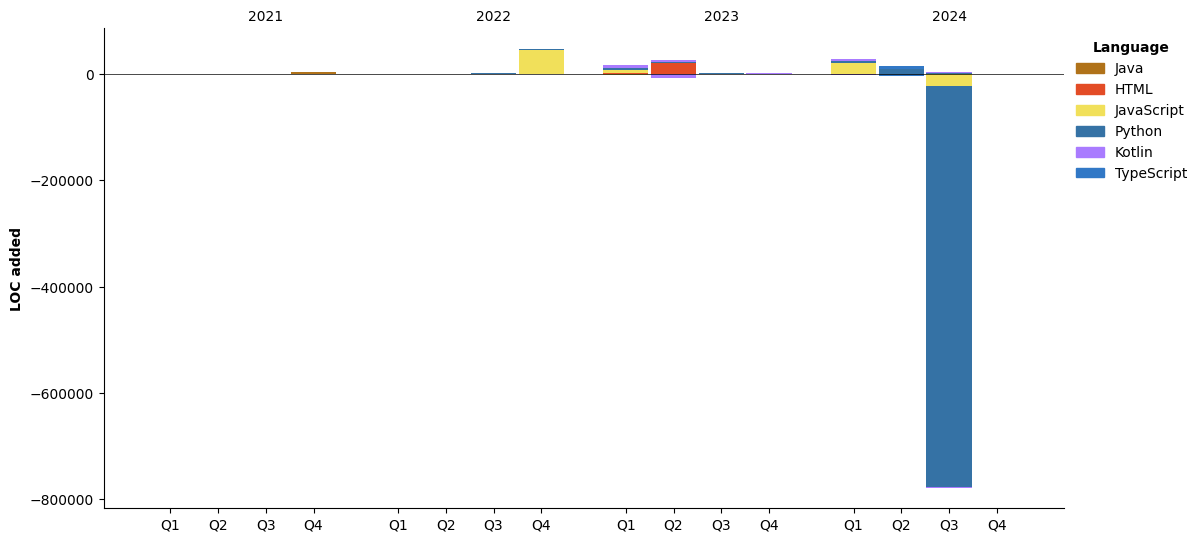 2021 2022 2023 2024
Language
Java
HTML
JavaScript
Python
Kotlin
TypeScript
LOC added
0
−200000
−400000
−600000
−800000
Q1 Q2 Q3 Q4 Q1 Q2 Q3 Q4 Q1 Q2 Q3 Q4 Q1 Q2 Q3 Q4